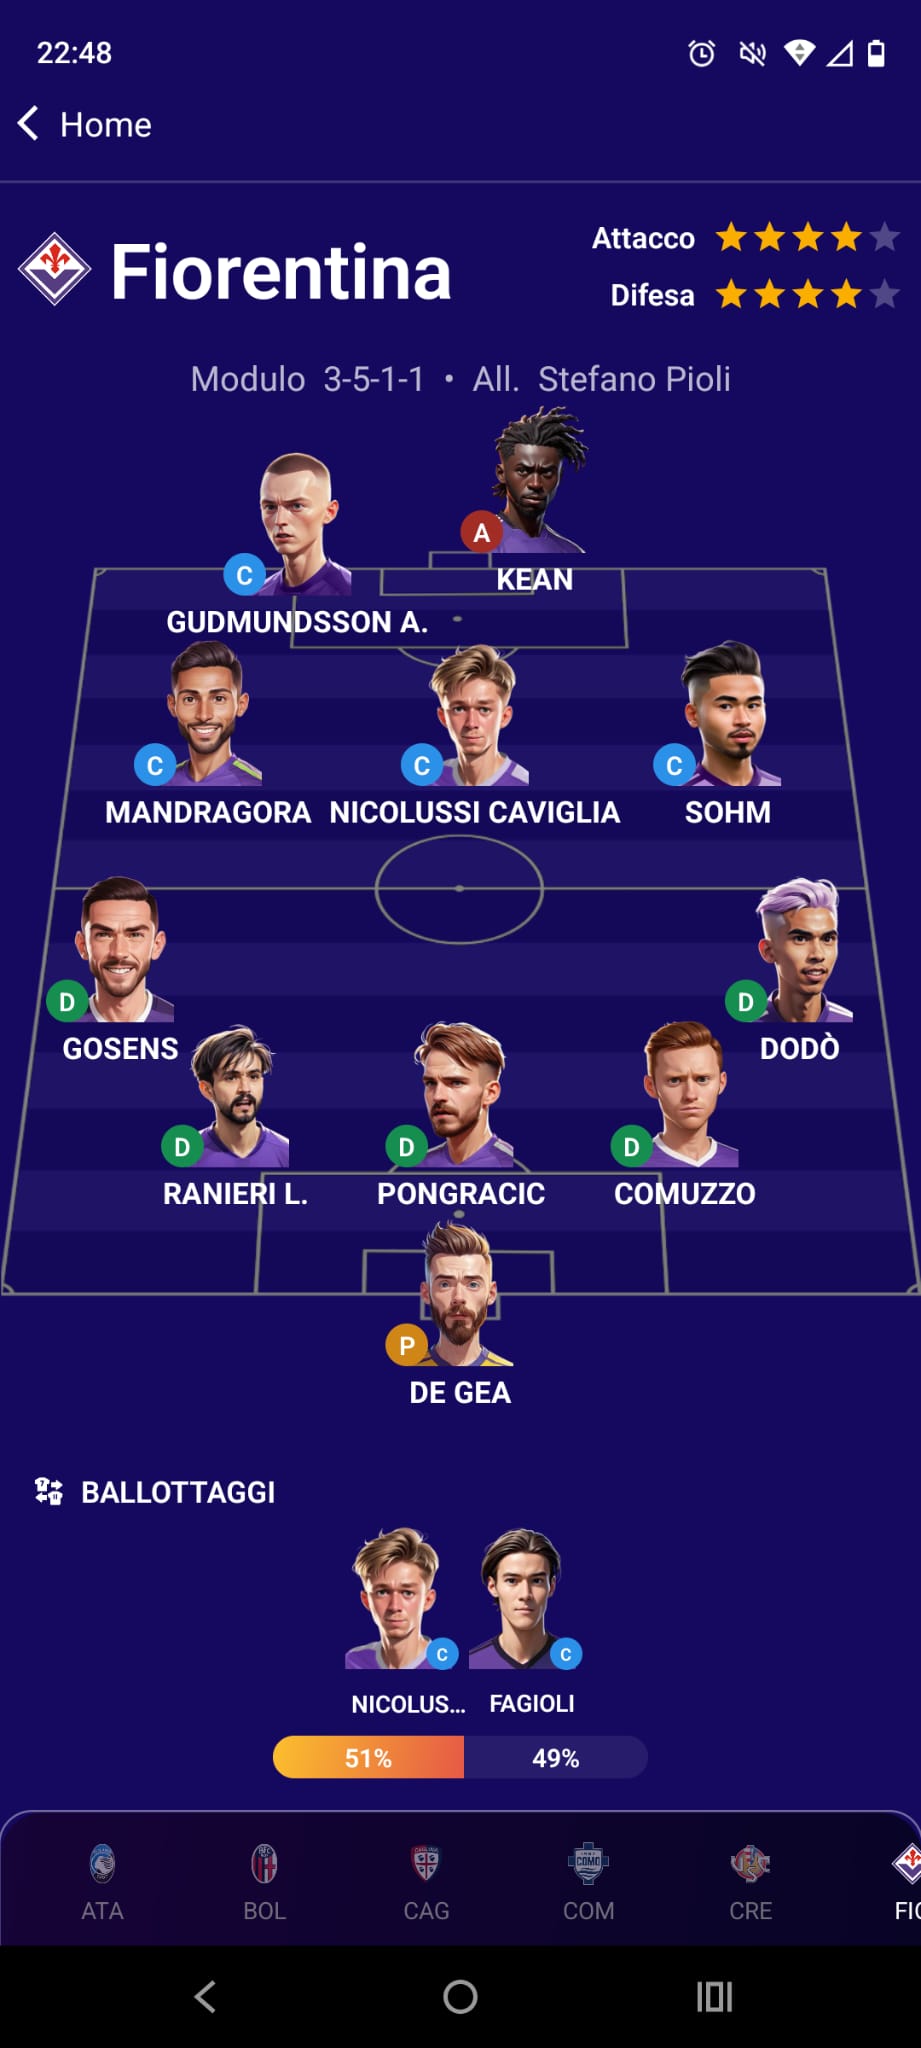 22:48
Home
Fiorentina
Attacco
Difesa
Modulo 3-5-1-1 • All. Stefano Pioli
A
KEAN
C
GUDMUNDSSON A.
C
C
C
MANDRAGORA
NICOLUSSI CAVIGLIA
SOHM
D
D
GOSENS
DODÒ
D
D
D
RANIERI L.
PONGRACIC
COMUZZO
P
DE GEA
BALLOTTAGGI
C
C
NICOLUS...
FAGIOLI
51%
49%
ATA
BOL
CAG
COM
CRE
FIO